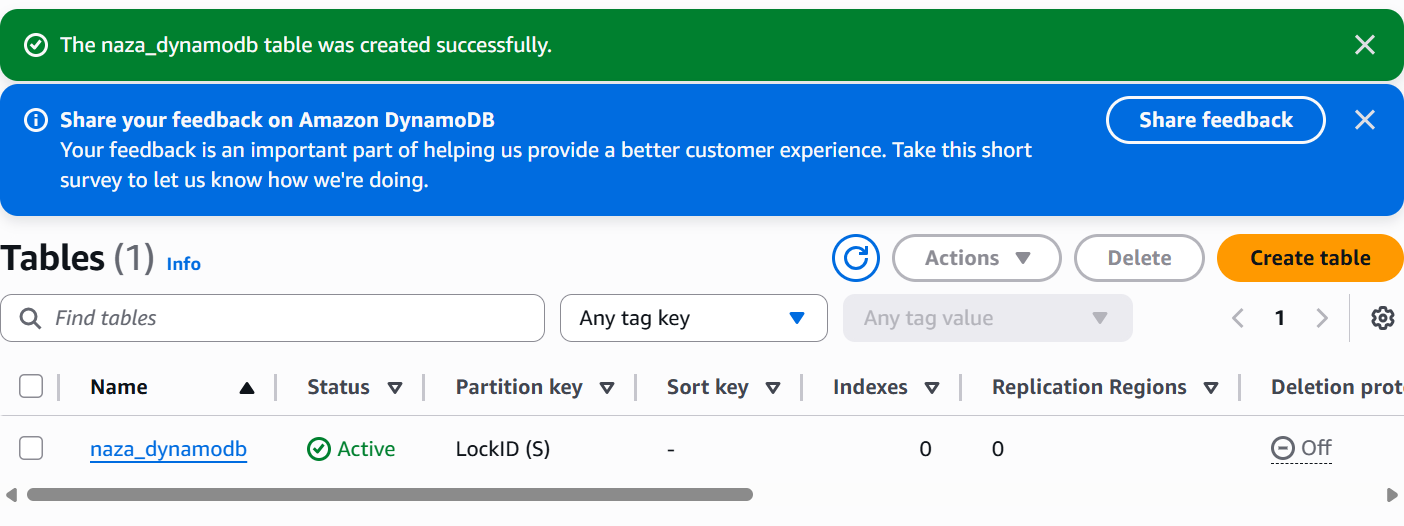 The naza_dynamodb table was created successfully.
Share your feedback on Amazon DynamoDB
Share feedback
Your feedback is an important part of helping us provide a better customer experience. Take this short
survey to let us know how we're doing.
Tables (1) Info
Actions
Delete
Create table
Find tables
Any tag key
Any tag value
1
Name Status Partition key Sort key Indexes Replication Regions Deletion prot
naza_dynamodb Active LockID (S) - 0 0 Off